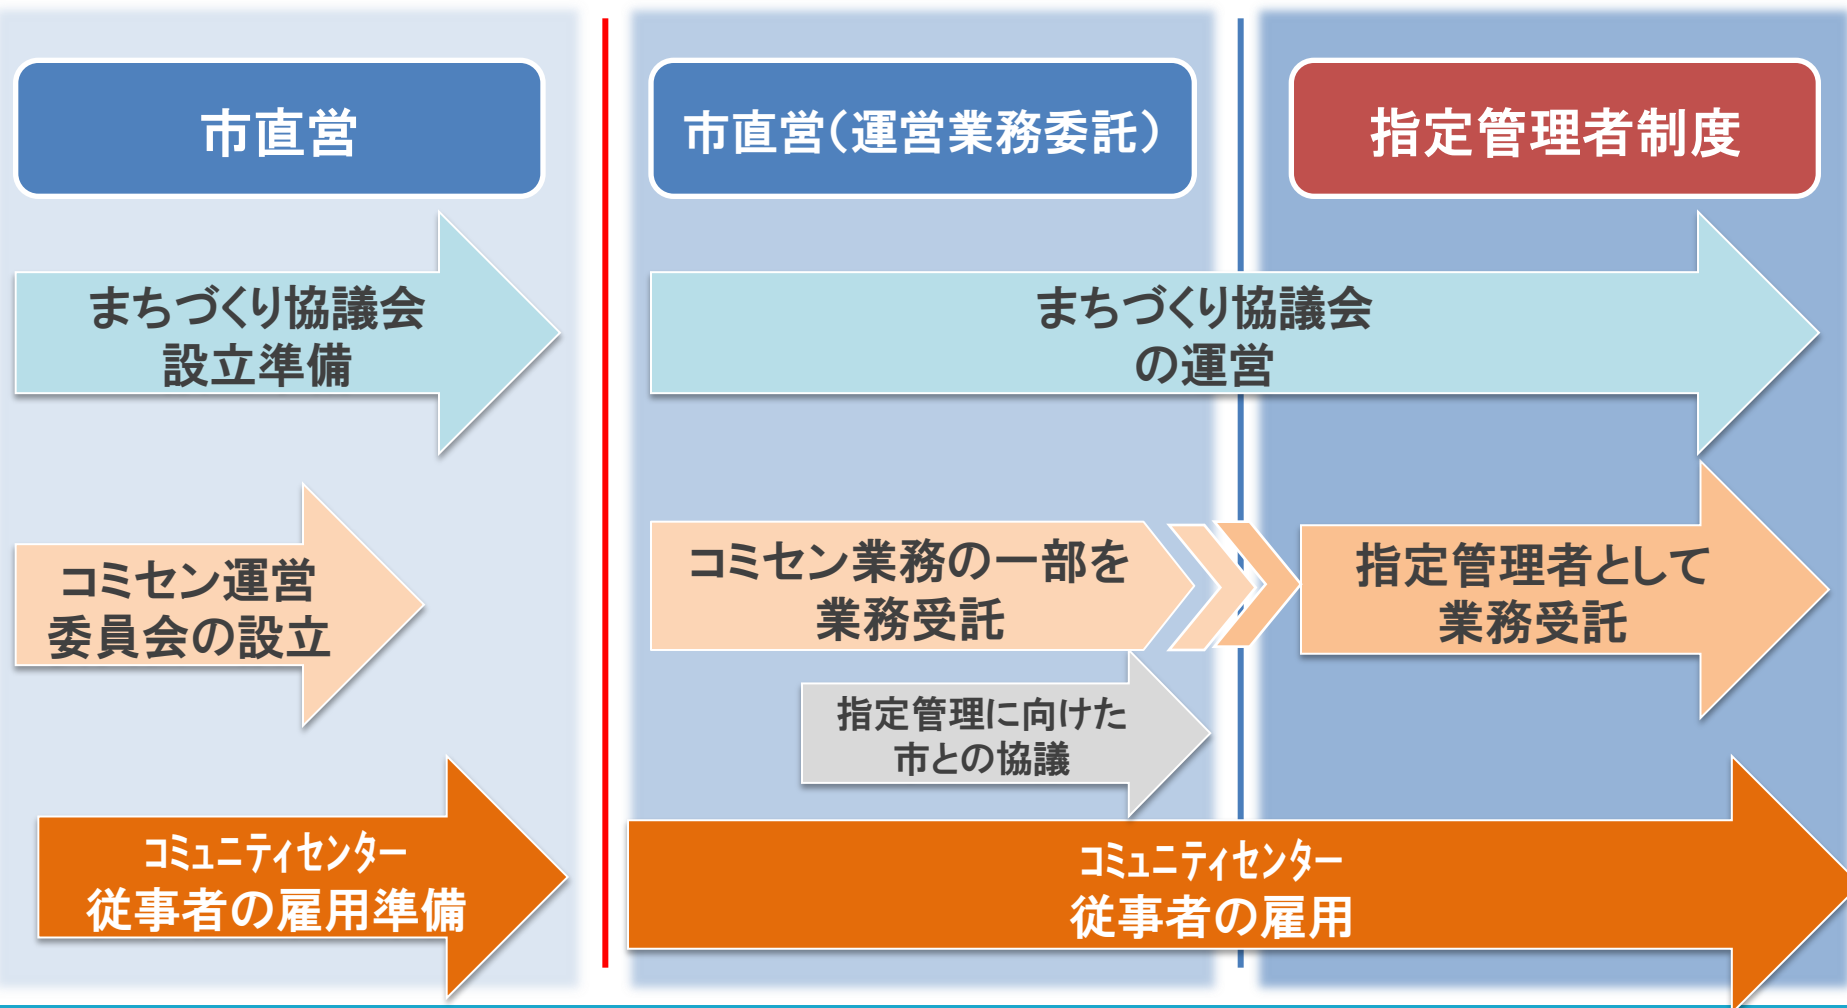 市直営
市直営（運営業務委託）
指定管理者制度
まちづくり協議会
設立準備
まちづくり協議会
の運営
コミセン運営
委員会の設立
コミセン業務の一部を
業務受託
指定管理者として
業務受託
指定管理に向けた
市との協議
コミュニティセンター
従事者の雇用準備
コミュニティセンター
従事者の雇用